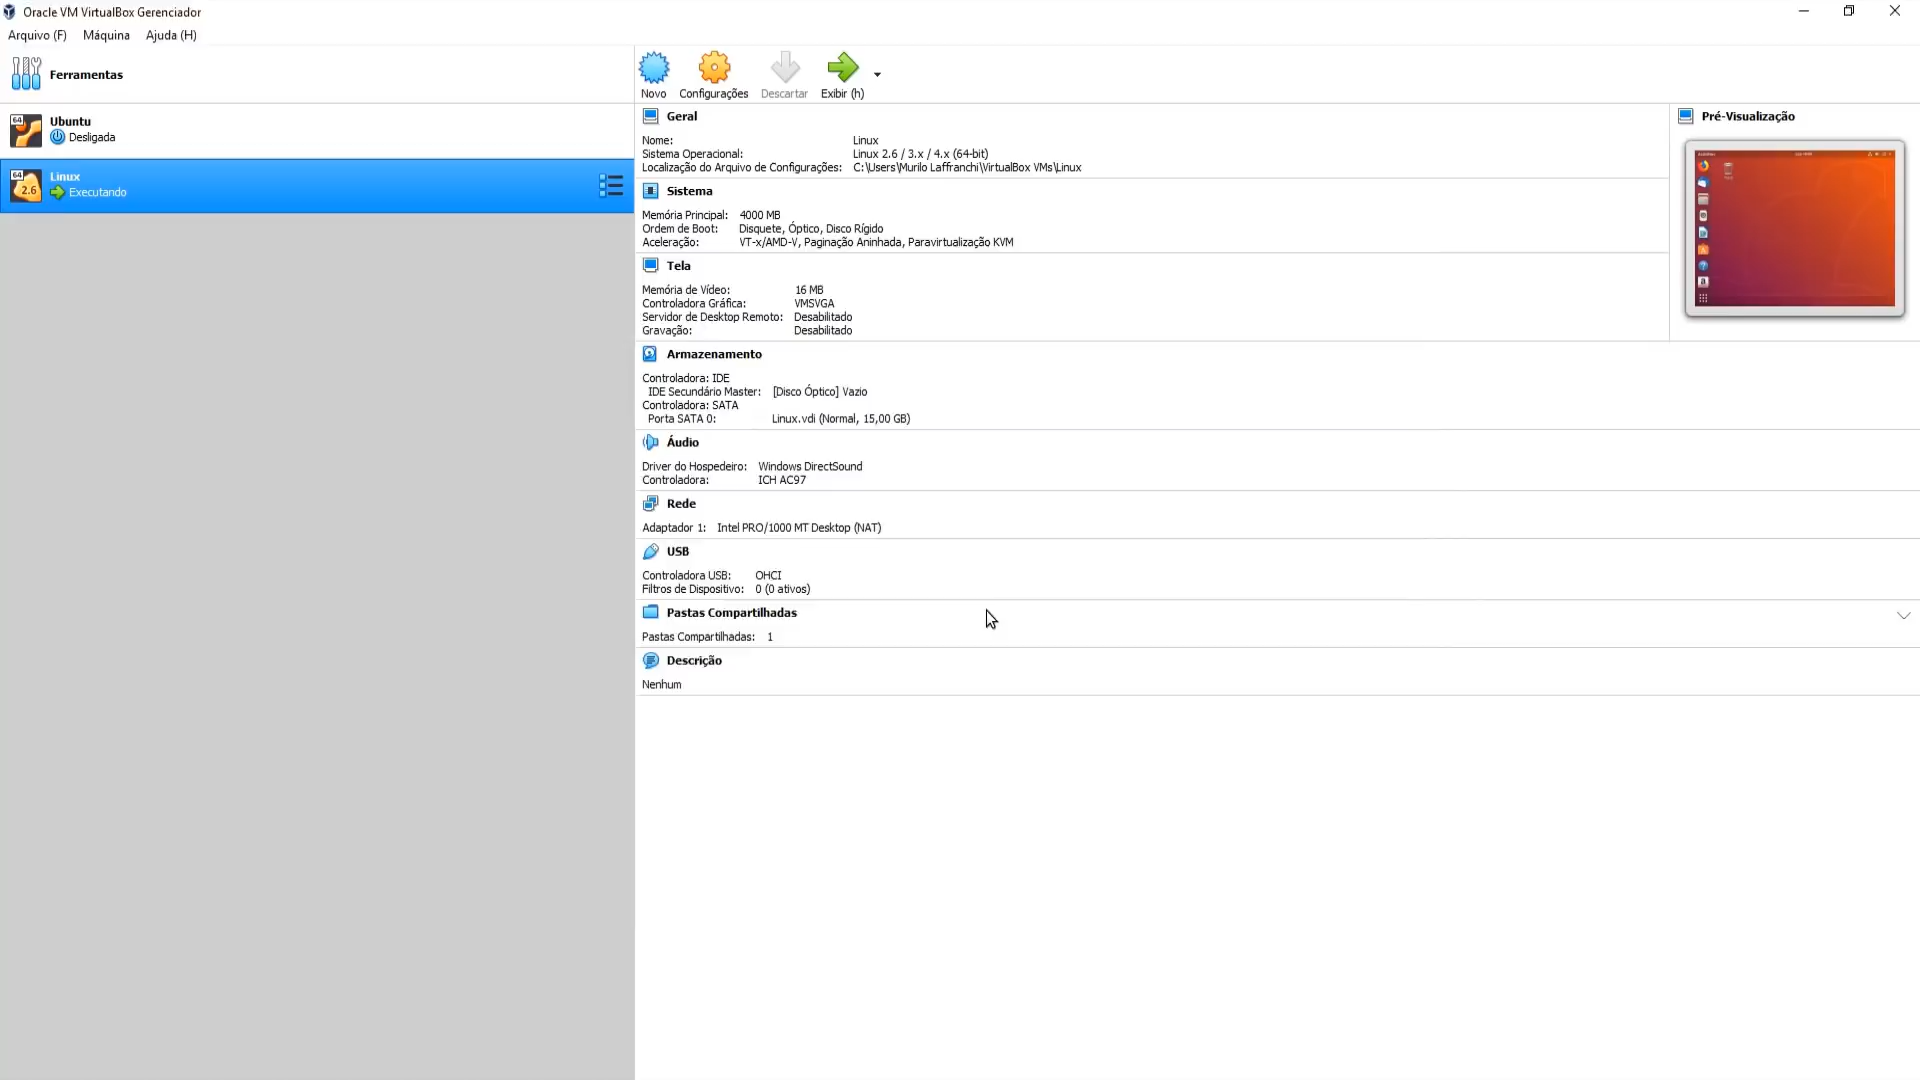 Oracle VM VirtualBox Gerenciador
Arquivo (F) Máquina Ajuda (H)
Ferramentas
64
Ubuntu
Desligada
64
2.6
Linux
Executando
Novo Configurações Descartar Exibir (h)
Geral
Nome: Linux
Sistema Operacional: Linux 2.6 / 3.x / 4.x (64-bit)
Localização do Arquivo de Configurações: C:\Users\Murilo Laffranchi\VirtualBox VMs\Linux
Sistema
Memória Principal: 4000 MB
Ordem de Boot: Disquete, Óptico, Disco Rígido
Aceleração: VT-x/AMD-V, Paginação Aninhada, Paravirtualização KVM
Tela
Memória de Vídeo: 16 MB
Controladora Gráfica: VMSVGA
Servidor de Desktop Remoto: Desabilitado
Gravação: Desabilitado
Pré-Visualização
Armazenamento
Controladora: IDE
IDE Secundário Master: [Disco Óptico] Vazio
Controladora: SATA
Porta SATA 0: Linux.vdi (Normal, 15,00 GB)
Áudio
Driver do Hospedeiro: Windows DirectSound
Controladora: ICH AC97
Rede
Adaptador 1: Intel PRO/1000 MT Desktop (NAT)
USB
Controladora USB: OHCI
Filtros de Dispositivo: 0 (0 ativos)
Pastas Compartilhadas
Pastas Compartilhadas: 1
Descrição
Nenhum